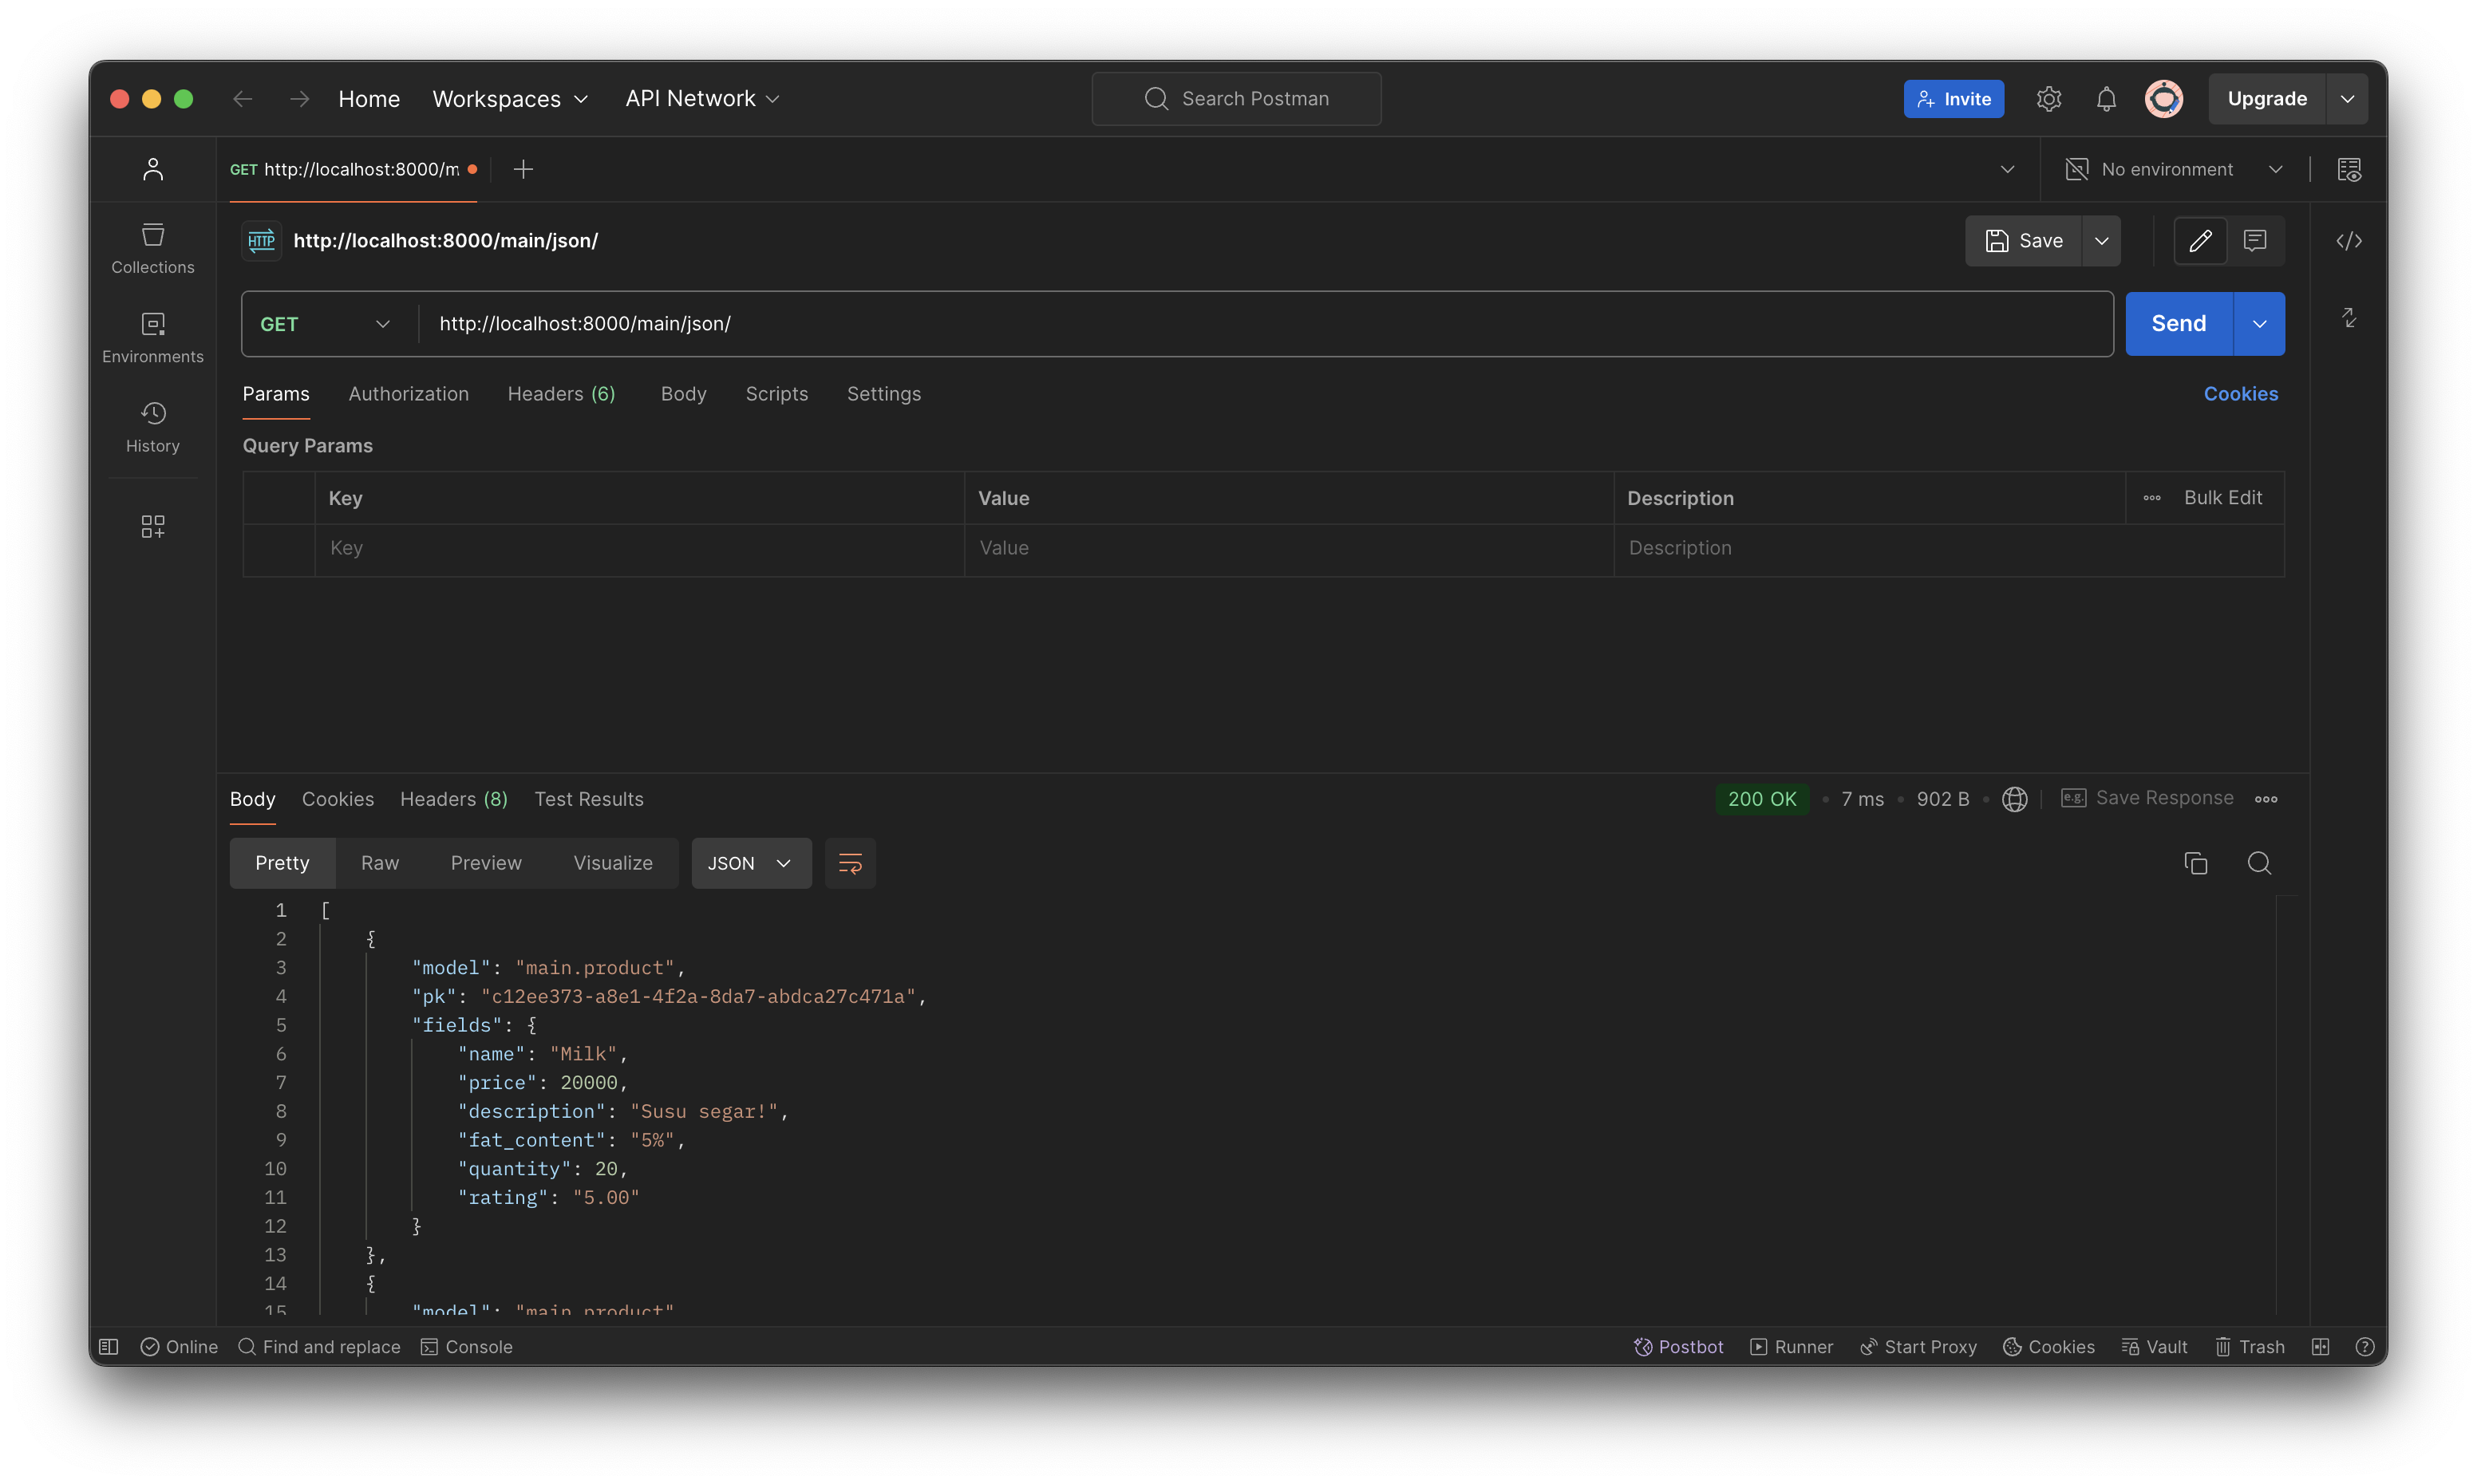 Home Workspaces API Network Search Postman Invite Upgrade
GET http://localhost:8000/m No environment
HTTP http://localhost:8000/main/json/ Save
Collections
GET http://localhost:8000/main/json/ Send
Environments
Params Authorization Headers (6) Body Scripts Settings Cookies
History
Query Params
Key Value Description Bulk Edit
Key Value Description
Body Cookies Headers (8) Test Results 200 OK 7 ms 902 B e.g. Save Response
Pretty Raw Preview Visualize JSON
1 [
2 {
3 "model": "main.product",
4 "pk": "c12ee373-a8e1-4f2a-8da7-abdca27c471a",
5 "fields": {
6 "name": "Milk",
7 "price": 20000,
8 "description": "Susu segar!",
9 "fat_content": "5%",
10 "quantity": 20,
11 "rating": "5.00"
12 }
13 },
14 {
15 "model": "main.product"
Online Find and replace Console Postbot Runner Start Proxy Cookies Vault Trash